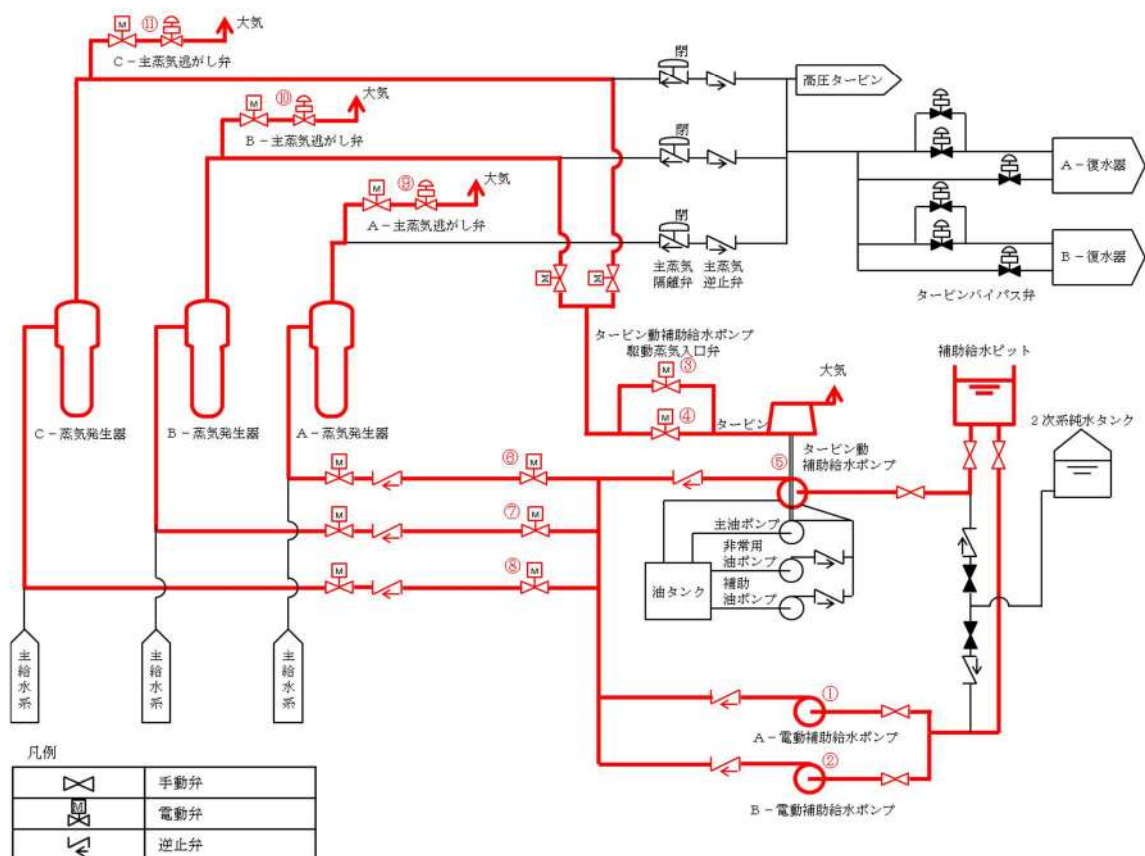 大気
M
⑪
C－主蒸気逃がし弁
大気
M
⑩
B－主蒸気逃がし弁
大気
M
⑨
A－主蒸気逃がし弁
閉
閉
閉
主蒸気
隔離弁
主蒸気
逆止弁
高圧タービン
A－復水器
B－復水器
タービンバイパス弁
M
M
タービン動補助給水ポンプ
駆動蒸気入口弁
M
③
M
④
タービン
大気
補助給水ピット
2次系純水タンク
C－蒸気発生器
B－蒸気発生器
A－蒸気発生器
M
⑥
M
M
⑦
M
M
⑧
M
⑤
タービン動
補助給水ポンプ
主油ポンプ
非常用
油ポンプ
補助
油ポンプ
油タンク
主給水系
主給水系
主給水系
①
A－電動補助給水ポンプ
②
B－電動補助給水ポンプ
凡例
手動弁
M
電動弁
逆止弁